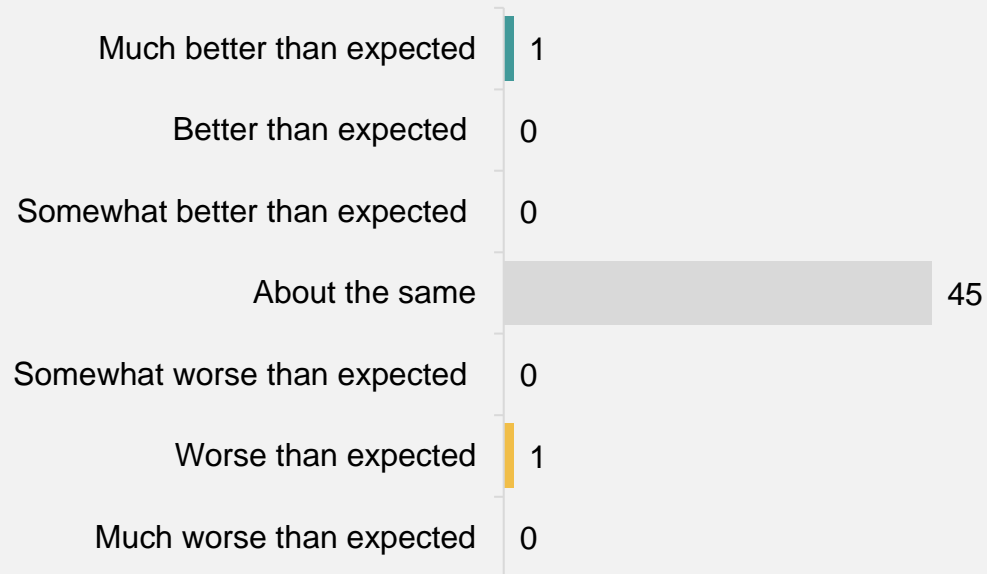 Much better than expected 1
Better than expected 0
Somewhat better than expected 0
About the same 45
Somewhat worse than expected 0
Worse than expected 1
Much worse than expected 0